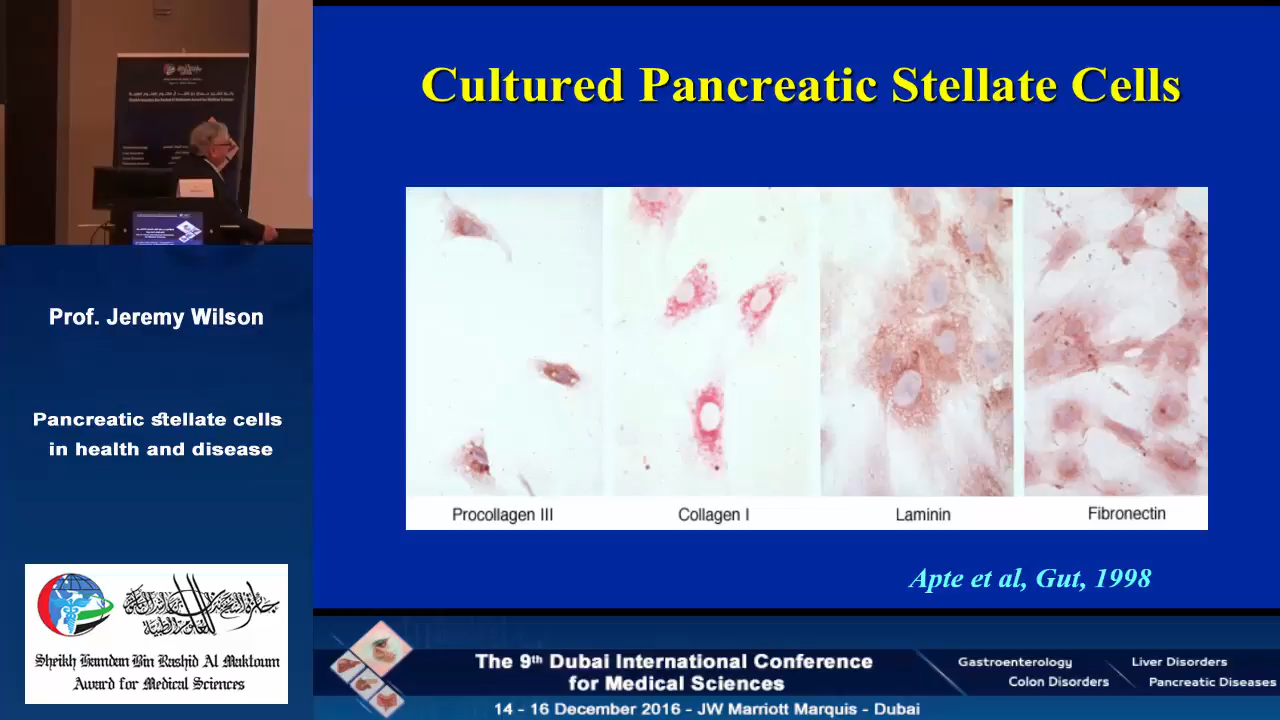 Cultured Pancreatic Stellate Cells
Procollagen III
Collagen I
Laminin
Fibronectin
Apte et al, Gut, 1998
Prof. Jeremy Wilson
Pancreatic stellate cells
in health and disease
Sheikh Hamdan Bin Rashid Al Maktoum
Award for Medical Sciences
The 9th Dubai International Conference
for Medical Sciences
14 - 16 December 2016 - JW Marriott Marquis - Dubai
Gastroenterology
Liver Disorders
Colon Disorders
Pancreatic Diseases